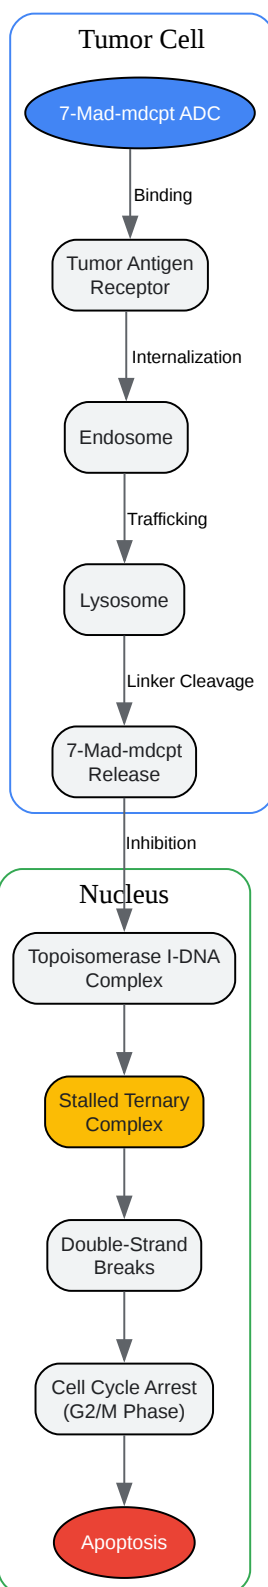 Tumor Cell
7-Mad-mdcpt ADC
Binding
Tumor Antigen
Receptor
Internalization
Endosome
Trafficking
Lysosome
Linker Cleavage
7-Mad-mdcpt
Release
Inhibition
Nucleus
Topoisomerase I-DNA
Complex
Stalled Ternary
Complex
Double-Strand
Breaks
Cell Cycle Arrest
(G2/M Phase)
Apoptosis